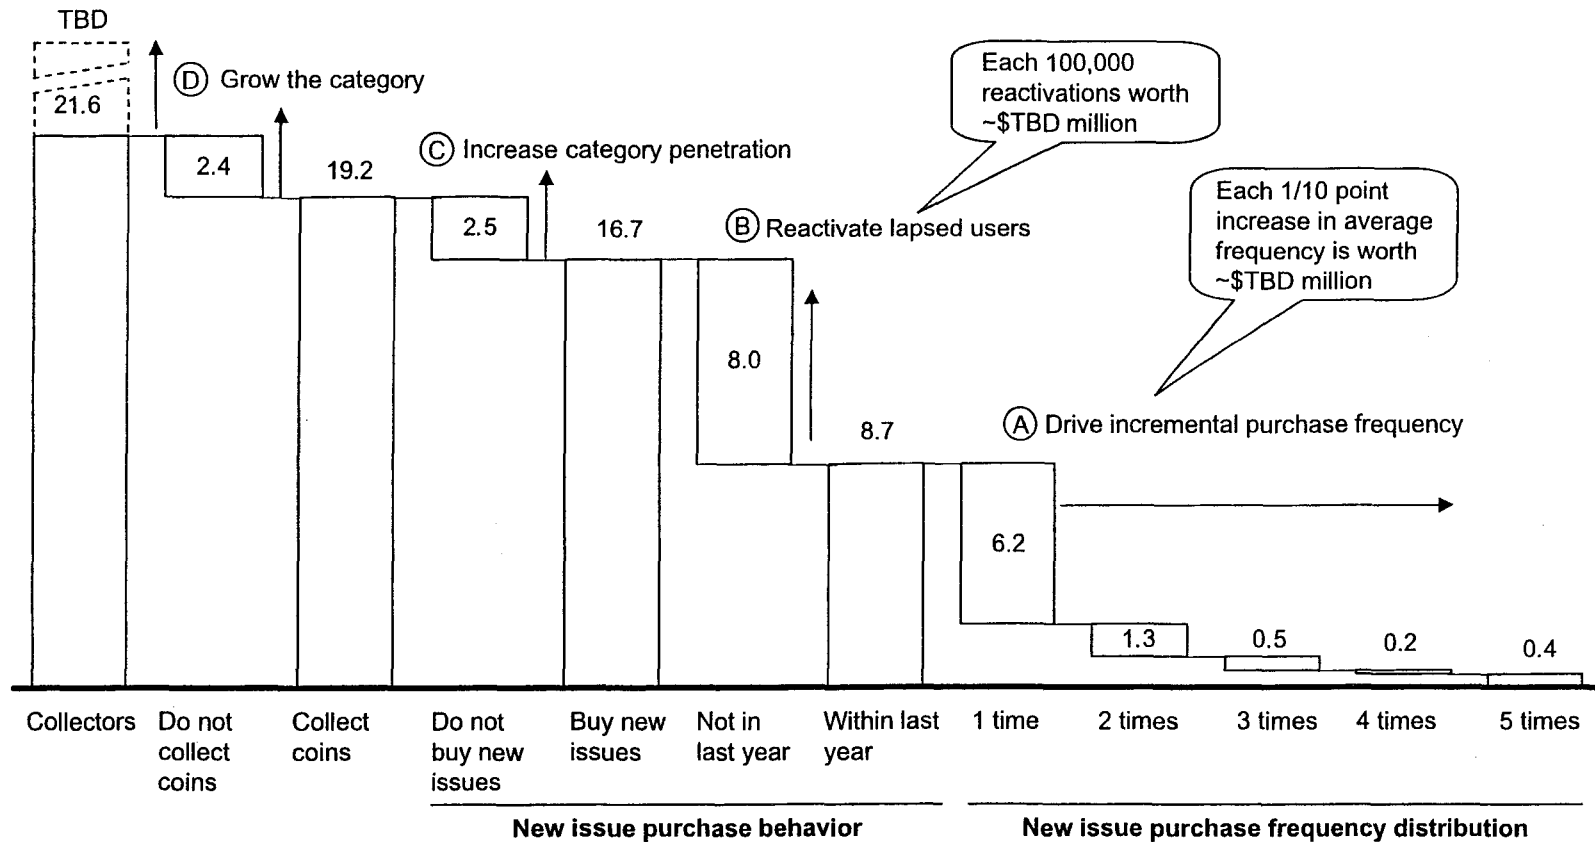 TBD
21.6
D Grow the category
2.4
19.2
C Increase category penetration
2.5
16.7
B Reactivate lapsed users
Each 100,000
reactivations worth
~$TBD million
8.0
8.7
Each 1/10 point
increase in average
frequency is worth
~$TBD million
A Drive incremental purchase frequency
6.2
1.3
0.5
0.2
0.4
Collectors
Do not
collect
coins
Collect
coins
Do not
buy new
issues
Buy new
issues
Not in
last year
Within last
year
1 time
2 times
3 times
4 times
5 times
New issue purchase behavior
New issue purchase frequency distribution